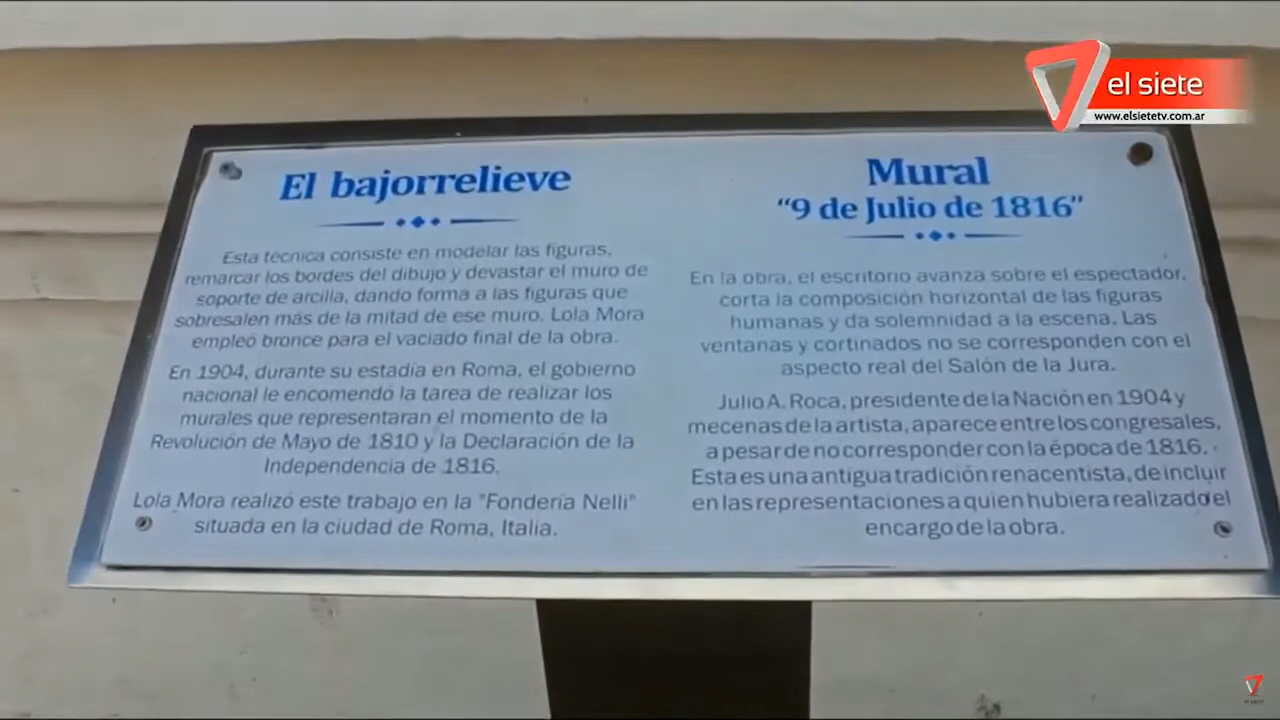 el siete
www.elsietetv.com.ar
El bajorrelieve
Esta técnica consiste en modelar las figuras,
remarcar los bordes del dibujo y devastar el muro de
soporte de arcilla, dando forma a las figuras que
sobresalen más de la mitad de ese muro. Lola Mora
empleó bronce para el vaciado final de la obra.
En 1904, durante su estadía en Roma, el gobierno
nacional le encomendó la tarea de realizar los
murales que representaran el momento de la
Revolución de Mayo de 1810 y la Declaración de la
Independencia de 1816.
Lola Mora realizó este trabajo en la "Fondería Nelli"
situada en la ciudad de Roma, Italia.
Mural
“9 de Julio de 1816”
En la obra, el escritorio avanza sobre el espectador,
corta la composición horizontal de las figuras
humanas y da solemnidad a la escena. Las
ventanas y cortinados no se corresponden con el
aspecto real del Salón de la Jura.
Julio A. Roca, presidente de la Nación en 1904 y
mecenas de la artista, aparece entre los congresales,
a pesar de no corresponder con la época de 1816.
Esta es una antigua tradición renacentista, de incluir
en las representaciones a quien hubiera realizado el
encargo de la obra.